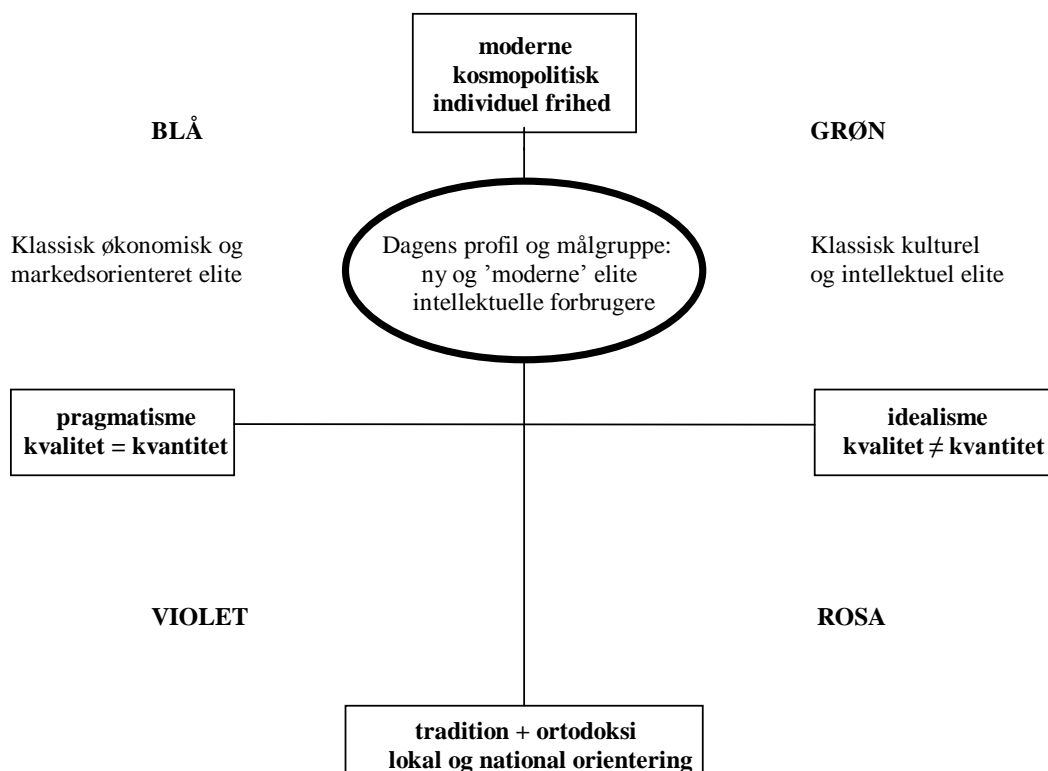 moderne
kosmopolitisk
individuel frihed
BLÅ
GRØN
Klassisk økonomisk og
markedsorienteret elite
Dagens profil og målgruppe:
ny og ’moderne’ elite
intellektuelle forbrugere
Klassisk kulturel
og intellektuel elite
pragmatisme
kvalitet = kvantitet
idealisme
kvalitet ≠ kvantitet
VIOLET
ROSA
tradition + ortodoksi
lokal og national orientering